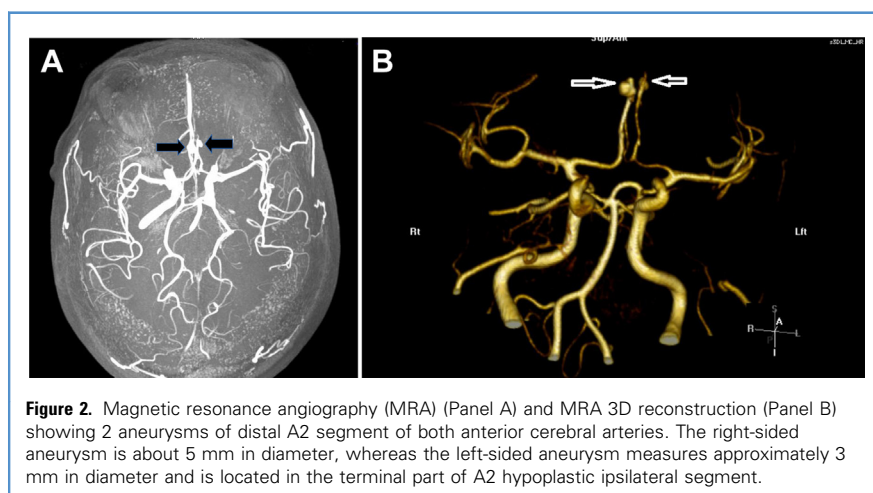 A
B
Sup/Ant
Rt
Lft
S
A
R
L
P
I
Figure 2. Magnetic resonance angiography (MRA) (Panel A) and MRA 3D reconstruction (Panel B)
showing 2 aneurysms of distal A2 segment of both anterior cerebral arteries. The right-sided
aneurysm is about 5 mm in diameter, whereas the left-sided aneurysm measures approximately 3
mm in diameter and is located in the terminal part of A2 hypoplastic ipsilateral segment.